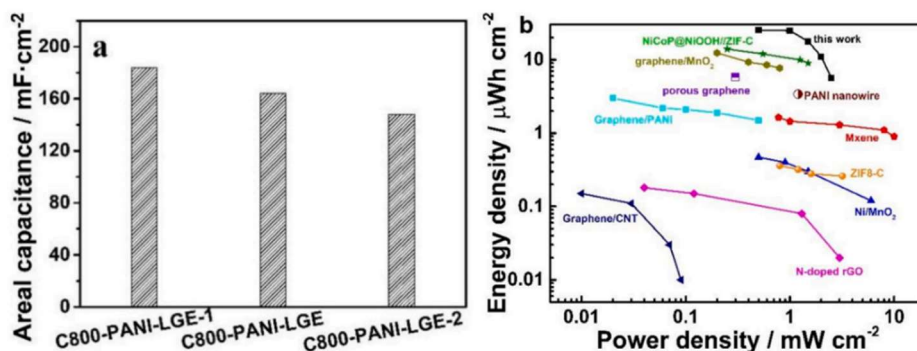 a
Areal capacitance / mF·cm⁻²
200
160
120
80
40
0
C800-PANI-LGE-1
C800-PANI-LGE
C800-PANI-LGE-2
b
Energy density / μWh cm⁻²
10
1
0.1
0.01
NiCoP@NiOOH//ZIF-C
this work
graphene/MnO₂
porous graphene
PANI nanowire
Graphene/PANI
Mxene
ZIF8-C
Ni/MnO₂
Graphene/CNT
N-doped rGO
0.01
0.1
1
10
Power density / mW cm⁻²